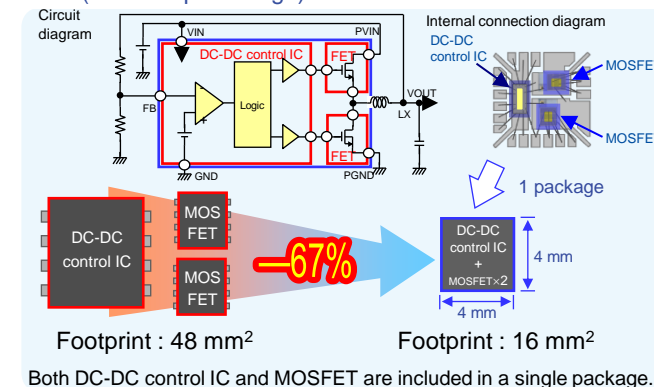 Circuit
diagram
VIN
PVIN
DC-DC control IC
FET
FB
Logic
VOUT
LX
FET
GND
PGND
Internal connection diagram
DC-DC
control IC
MOSFE
MOSFE
1 package
DC-DC
control IC
MOS
FET
MOS
FET
–67%
DC-DC
control IC
+
MOSFET×2
4 mm
4 mm
Footprint : 48 mm²
Footprint : 16 mm²
Both DC-DC control IC and MOSFET are included in a single package.